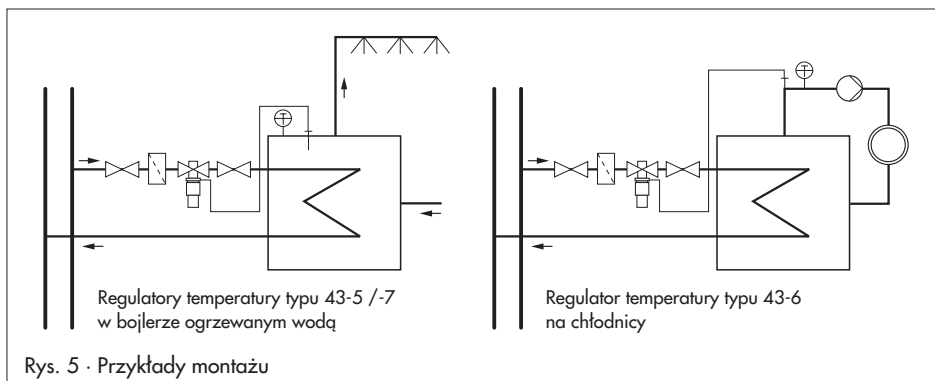 Regulatory temperatury typu 43-5 /-7
w bojlerze ogrzewanym wodą
Regulator temperatury typu 43-6
na chłodnicy
Rys. 5 · Przykłady montażu